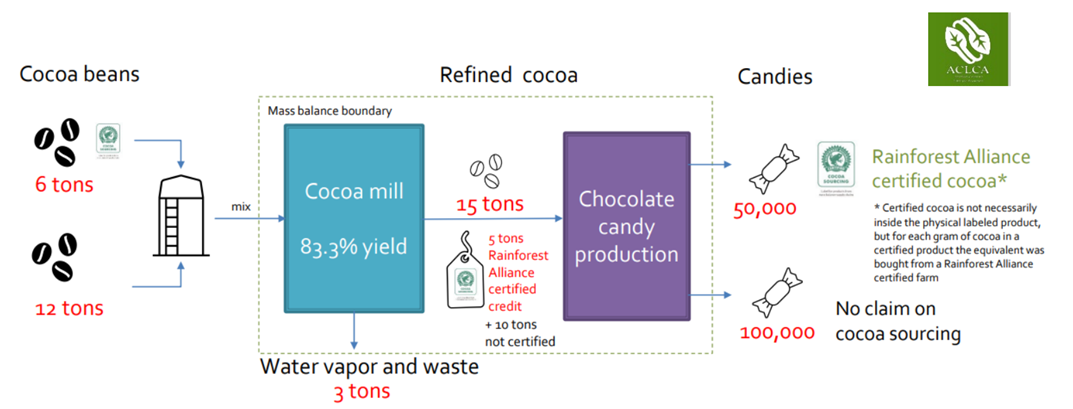 Cocoa beans
Refined cocoa
Candies
ACLCA
Mass balance boundary
6 tons
12 tons
mix
Cocoa mill
83.3% yield
15 tons
5 tons
Rainforest
Alliance
certified
credit
+ 10 tons
not certified
Chocolate
candy
production
Water vapor and waste
3 tons
50,000
COCOA
SOURCING
Rainforest Alliance
certified cocoa*
* Certified cocoa is not necessarily
inside the physical labeled product,
but for each gram of cocoa in a
certified product the equivalent was
bought from a Rainforest Alliance
certified farm
100,000
No claim on
cocoa sourcing